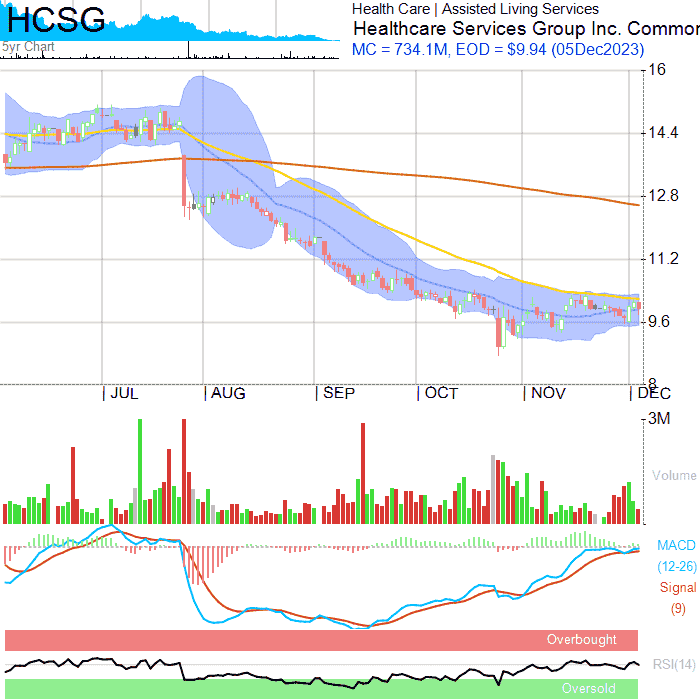 HCSG
5yr Chart
Health Care | Assisted Living Services
Healthcare Services Group Inc. Common
MC = 734.1M, EOD = $9.94 (05Dec2023)
16
14.4
12.8
11.2
9.6
8
JUL AUG SEP OCT NOV DEC
3M
Volume
MACD
(12-26)
Signal
(9)
Overbought
RSI(14)
Oversold